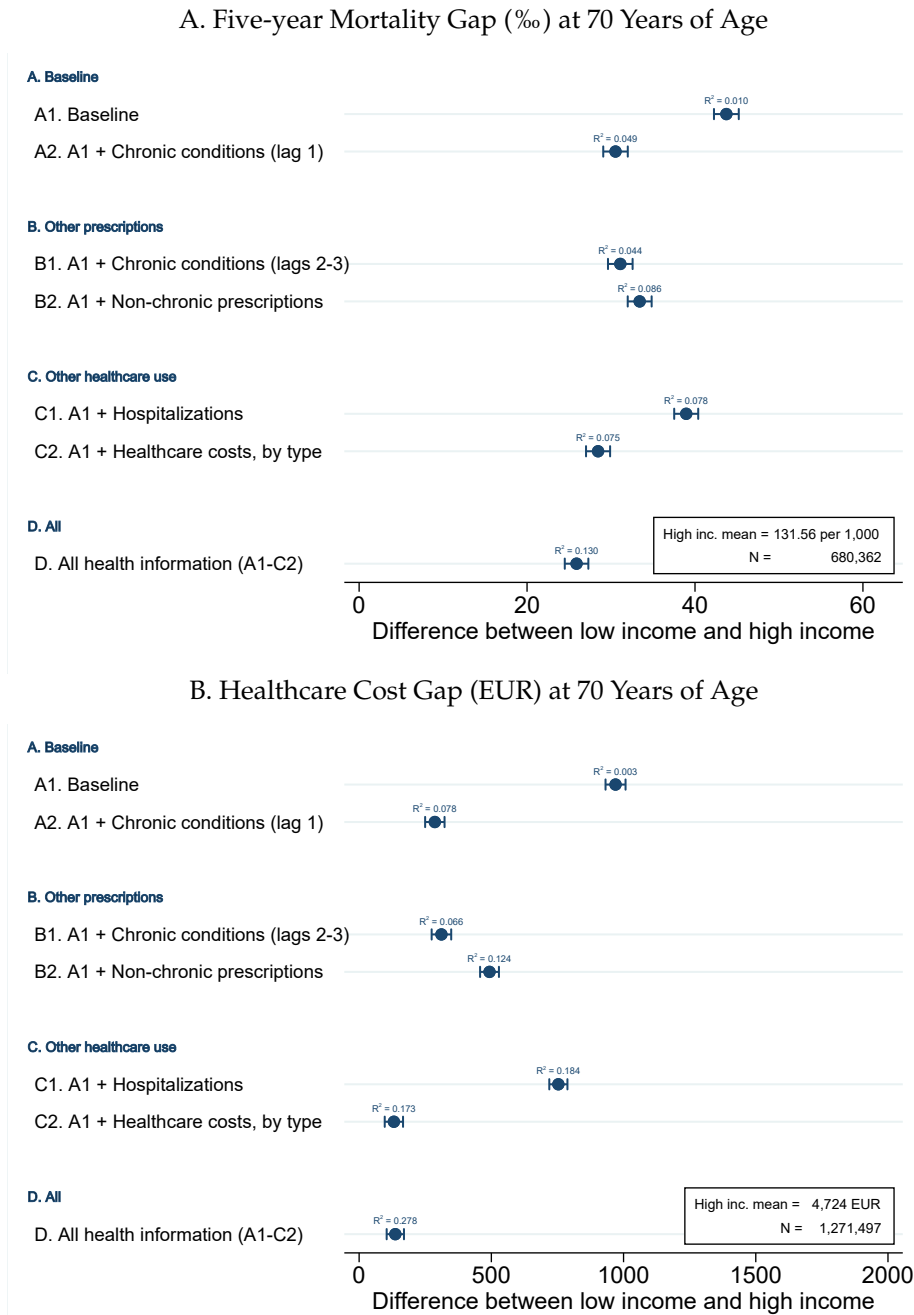 A. Five-year Mortality Gap (‰) at 70 Years of Age
A. Baseline
R² = 0.010
A1. Baseline
R² = 0.049
A2. A1 + Chronic conditions (lag 1)
B. Other prescriptions
R² = 0.044
B1. A1 + Chronic conditions (lags 2-3)
R² = 0.086
B2. A1 + Non-chronic prescriptions
C. Other healthcare use
R² = 0.078
C1. A1 + Hospitalizations
R² = 0.075
C2. A1 + Healthcare costs, by type
D. All
High inc. mean = 131.56 per 1,000
N = 680,362
R² = 0.130
D. All health information (A1-C2)
0 20 40 60
Difference between low income and high income
B. Healthcare Cost Gap (EUR) at 70 Years of Age
A. Baseline
R² = 0.003
A1. Baseline
R² = 0.078
A2. A1 + Chronic conditions (lag 1)
B. Other prescriptions
R² = 0.066
B1. A1 + Chronic conditions (lags 2-3)
R² = 0.124
B2. A1 + Non-chronic prescriptions
C. Other healthcare use
R² = 0.184
C1. A1 + Hospitalizations
R² = 0.173
C2. A1 + Healthcare costs, by type
D. All
High inc. mean = 4,724 EUR
N = 1,271,497
R² = 0.278
D. All health information (A1-C2)
0 500 1000 1500 2000
Difference between low income and high income